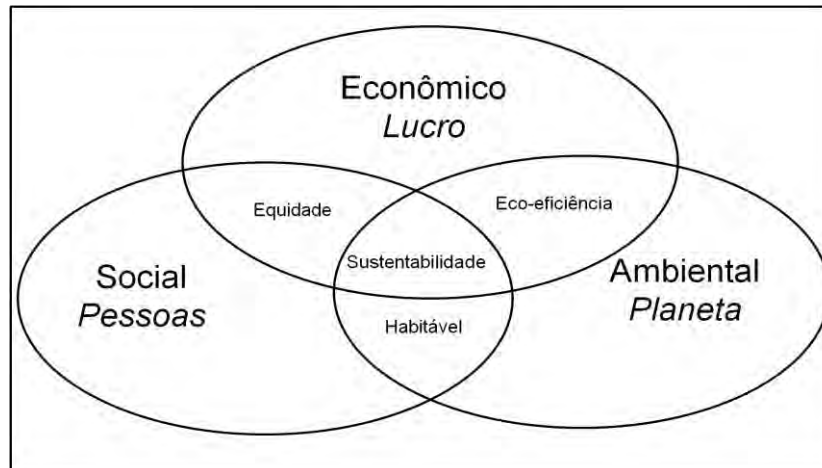 Econômico
Lucro
Equidade
Eco-eficiência
Sustentabilidade
Social
Pessoas
Ambiental
Planeta
Habitável